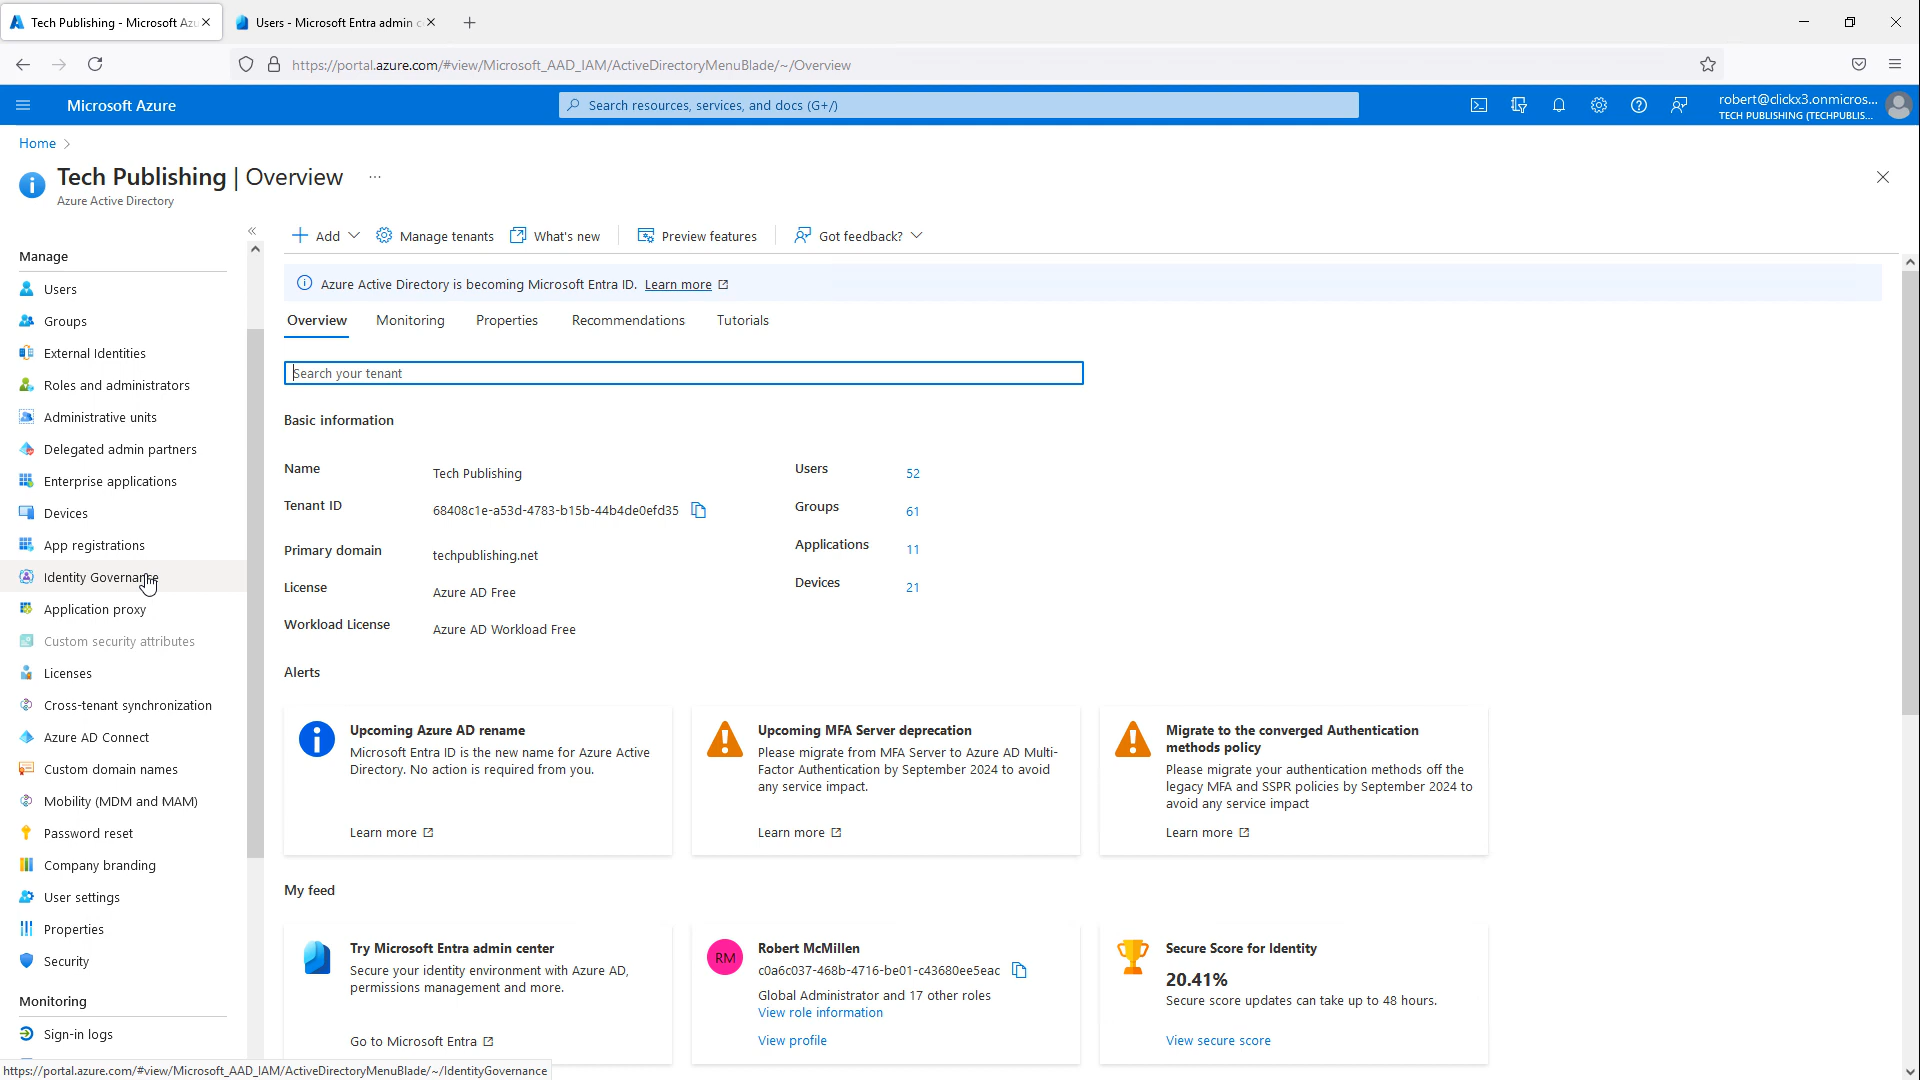 Tech Publishing - Microsoft Az
Users - Microsoft Entra admin c
https://portal.azure.com/#view/Microsoft_AAD_IAM/ActiveDirectoryMenuBlade/~/Overview
Microsoft Azure
Search resources, services, and docs (G+/)
robert@clickx3.onmicros...
TECH PUBLISHING (TECHPUBLIS...
Home
Tech Publishing | Overview
...
Azure Active Directory
Manage
Users
Groups
External Identities
Roles and administrators
Administrative units
Delegated admin partners
Enterprise applications
Devices
App registrations
Identity Governance
Application proxy
Custom security attributes
Licenses
Cross-tenant synchronization
Azure AD Connect
Custom domain names
Mobility (MDM and MAM)
Password reset
Company branding
User settings
Properties
Security
Monitoring
Sign-in logs
Add
Manage tenants
What's new
Preview features
Got feedback?
Azure Active Directory is becoming Microsoft Entra ID. Learn more
Overview
Monitoring
Properties
Recommendations
Tutorials
Search your tenant
Basic information
Name
Tech Publishing
Users
52
Tenant ID
68408c1e-a53d-4783-b15b-44b4de0efd35
Groups
61
Primary domain
techpublishing.net
Applications
11
License
Azure AD Free
Devices
21
Workload License
Azure AD Workload Free
Alerts
Upcoming Azure AD rename
Microsoft Entra ID is the new name for Azure Active
Directory. No action is required from you.
Learn more
Upcoming MFA Server deprecation
Please migrate from MFA Server to Azure AD Multi-
Factor Authentication by September 2024 to avoid
any service impact.
Learn more
Migrate to the converged Authentication
methods policy
Please migrate your authentication methods off the
legacy MFA and SSPR policies by September 2024 to
avoid any service impact
Learn more
My feed
Try Microsoft Entra admin center
Secure your identity environment with Azure AD,
permissions management and more.
Go to Microsoft Entra
RM
Robert McMillen
c0a6c037-468b-4716-be01-c43680ee5eac
Global Administrator and 17 other roles
View role information
View profile
Secure Score for Identity
20.41%
Secure score updates can take up to 48 hours.
View secure score
https://portal.azure.com/#view/Microsoft_AAD_IAM/ActiveDirectoryMenuBlade/~/IdentityGovernance